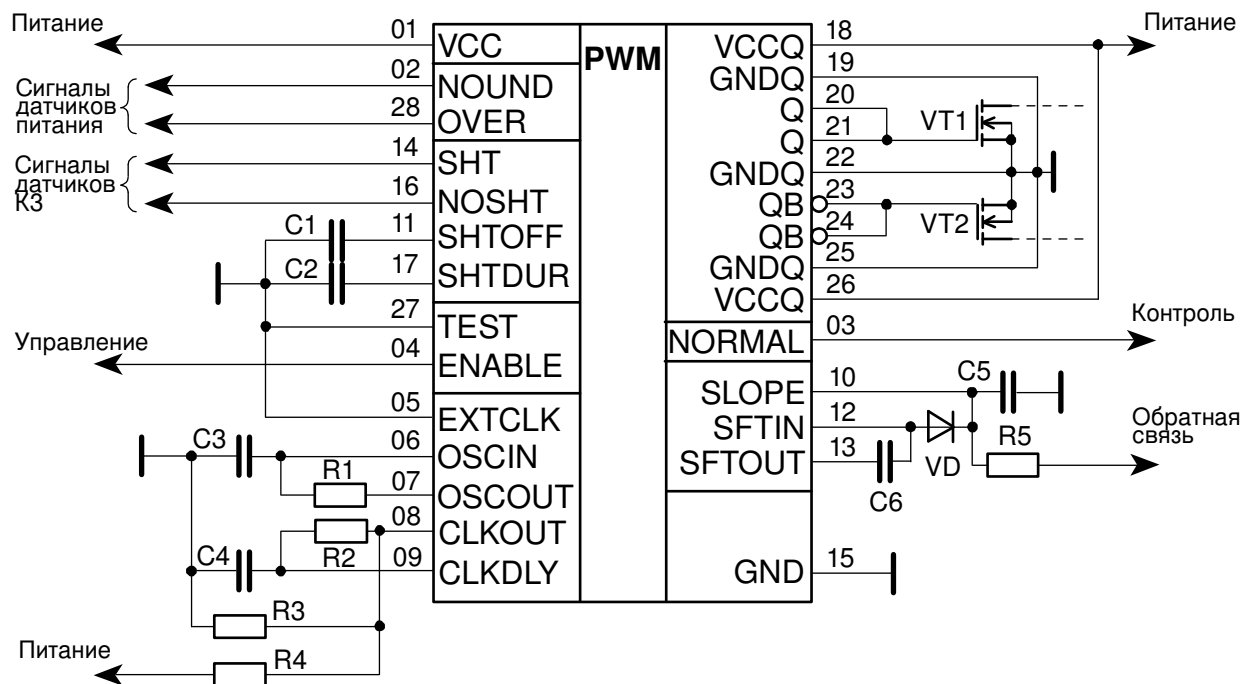 Питание
01
VCC
02
NOUND
Сигналы
датчиков
питания
28
OVER
14
SHT
Сигналы
датчиков
КЗ
16
NOSHT
C1
11
SHTOFF
C2
17
SHTDUR
27
TEST
Управление
04
ENABLE
05
EXTCLK
C3
06
OSCIN
R1
07
OSCOUT
08
CLKOUT
R2
C4
09
CLKDLY
R3
Питание
R4
PWM
VCCQ
18
Питание
GNDQ
19
Q
20
Q
21
VT1
GNDQ
22
QB
23
QB
24
VT2
GNDQ
25
VCCQ
26
NORMAL
03
Контроль
SLOPE
10
C5
SFTIN
12
Обратная
связь
SFTOUT
13
VD
R5
C6
GND
15